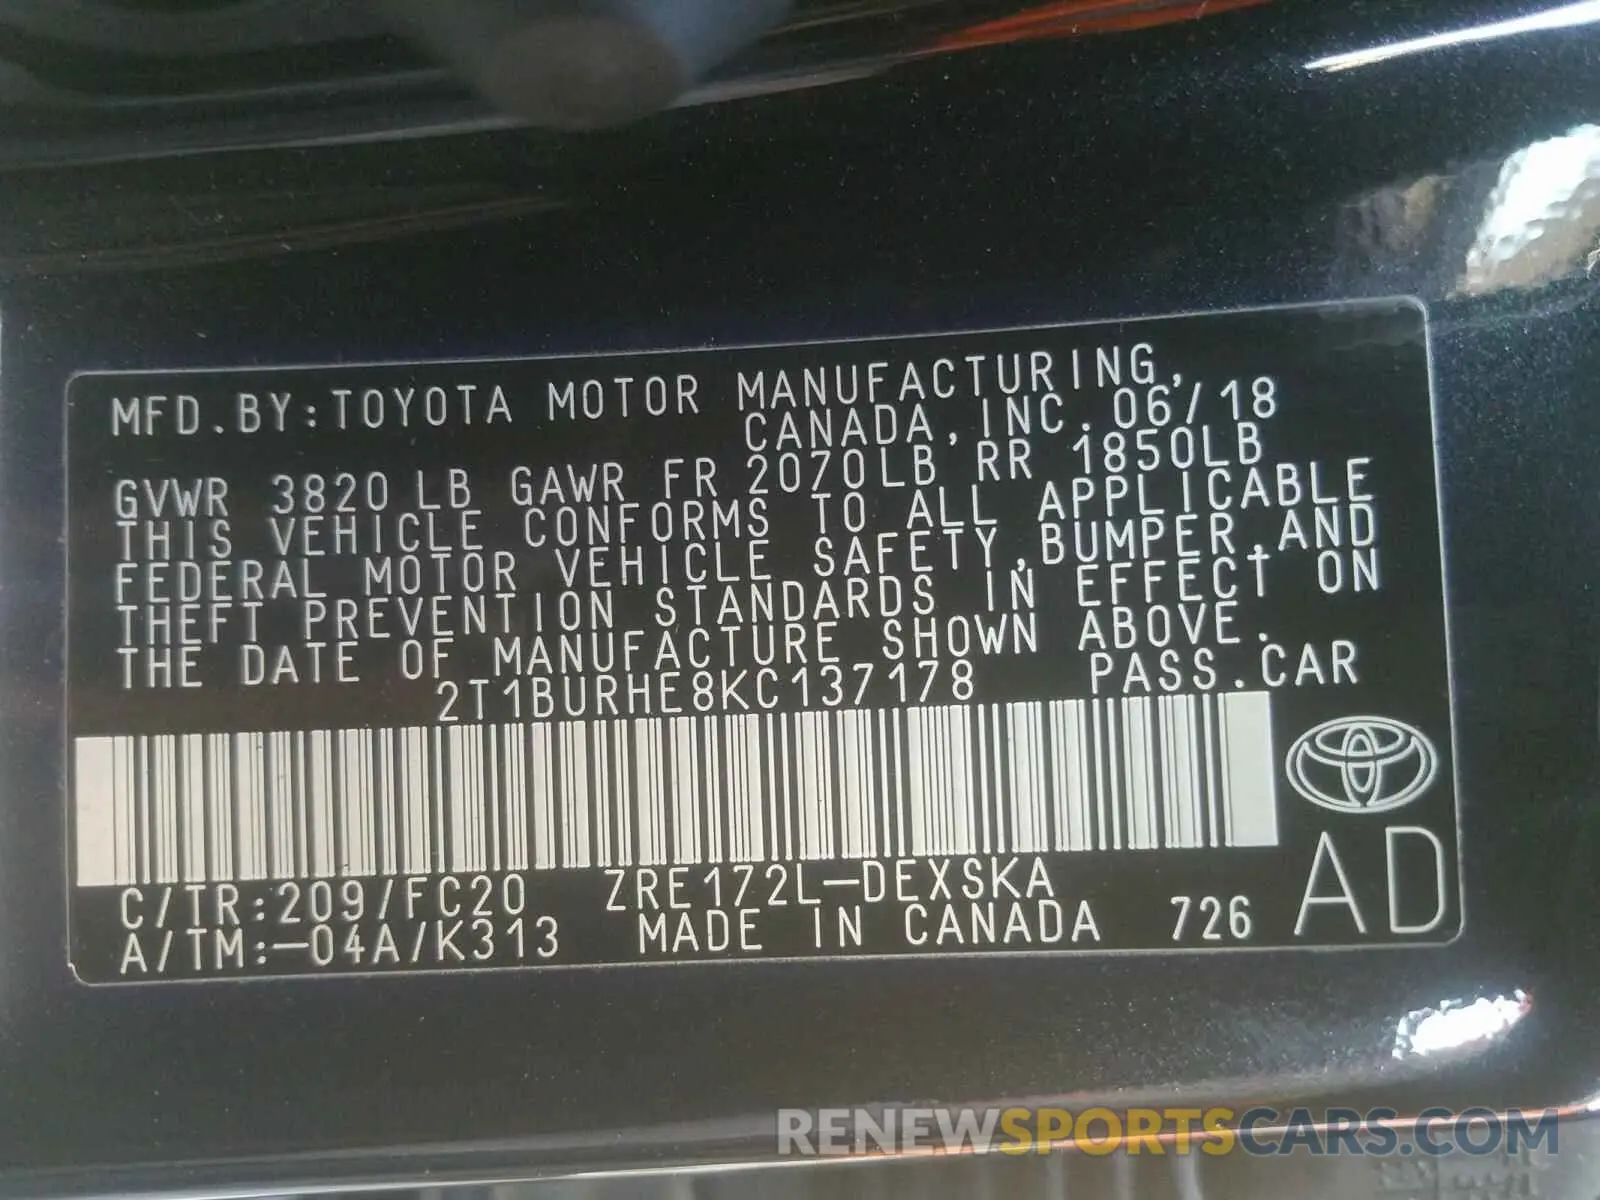 MFD.BY:TOYOTA MOTOR MANUFACTURING,
CANADA,INC.06/18
GVWR 3820 LB GAWR FR 2070LB RR 1850LB
THIS VEHICLE CONFORMS TO ALL APPLICABLE
FEDERAL MOTOR VEHICLE SAFETY,BUMPER,AND
THEFT PREVENTION STANDARDS IN EFFECT ON
THE DATE OF MANUFACTURE SHOWN ABOVE.
2T1BURHE8KC137178 PASS.CAR
C/TR:209/FC20 ZRE172L-DEXSKA
A/TM:-04A/K313 MADE IN CANADA 726 AD
RENEWSPORTSCARS.COM